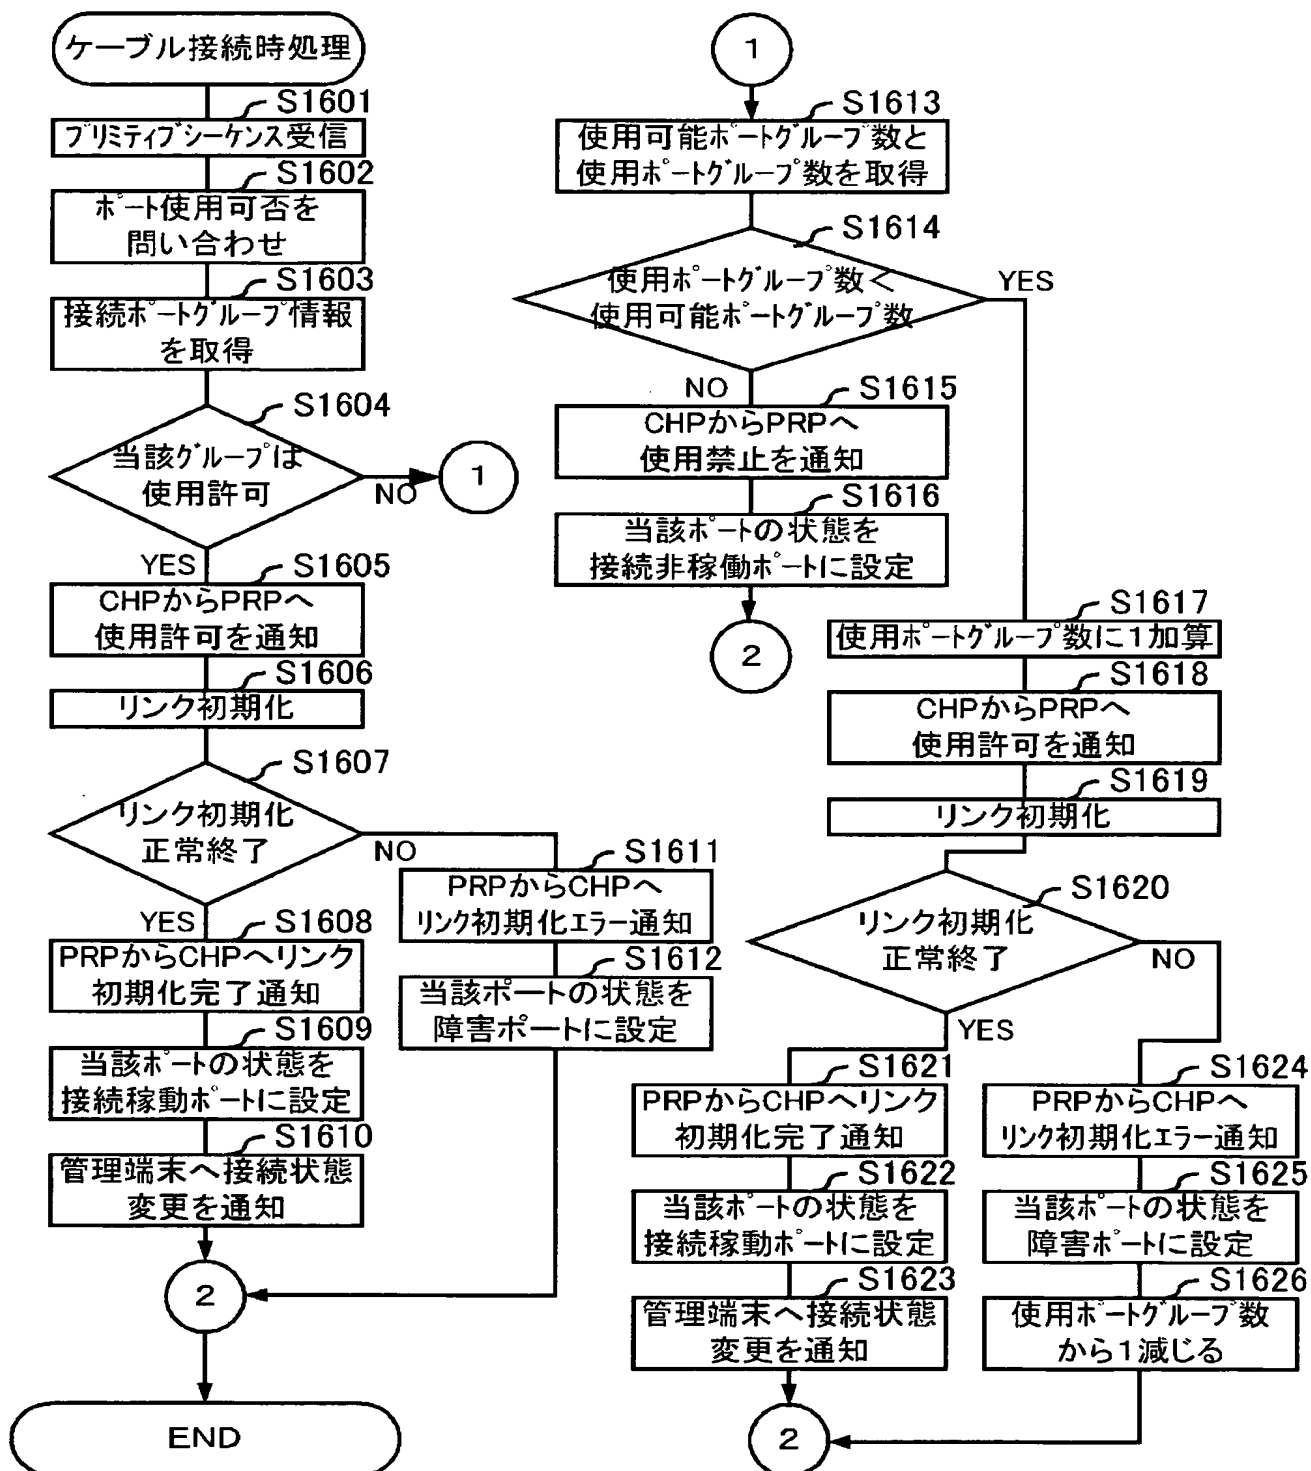 ケーブル接続時処理
S1601
プリミティブシーケンス受信
S1602
ポート使用可否を
問い合わせ
S1603
接続ポートグループ情報
を取得
S1604
当該グループは
使用許可
NO
1
YES
S1605
CHPからPRPへ
使用許可を通知
S1606
リンク初期化
S1607
リンク初期化
正常終了
NO
YES
S1608
PRPからCHPへリンク
初期化完了通知
S1609
当該ポートの状態を
接続稼動ポートに設定
S1610
管理端末へ接続状態
変更を通知
2
END
S1611
PRPからCHPへ
リンク初期化エラー通知
S1612
当該ポートの状態を
障害ポートに設定
1
S1613
使用可能ポートグループ数と
使用ポートグループ数を取得
S1614
使用ポートグループ数<
使用可能ポートグループ数
YES
NO
S1615
CHPからPRPへ
使用禁止を通知
S1616
当該ポートの状態を
接続非稼働ポートに設定
2
S1617
使用ポートグループ数に1加算
S1618
CHPからPRPへ
使用許可を通知
S1619
リンク初期化
S1620
リンク初期化
正常終了
NO
YES
S1621
PRPからCHPへリンク
初期化完了通知
S1622
当該ポートの状態を
接続稼動ポートに設定
S1623
管理端末へ接続状態
変更を通知
2
S1624
PRPからCHPへ
リンク初期化エラー通知
S1625
当該ポートの状態を
障害ポートに設定
S1626
使用ポートグループ数
から1減じる